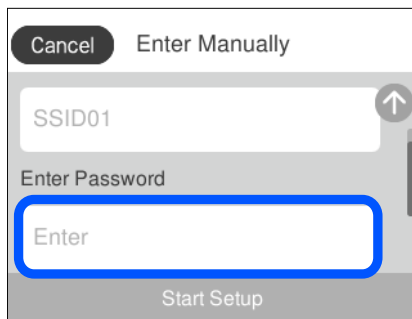 Cancel Enter Manually
SSID01
Enter Password
Enter
Start Setup